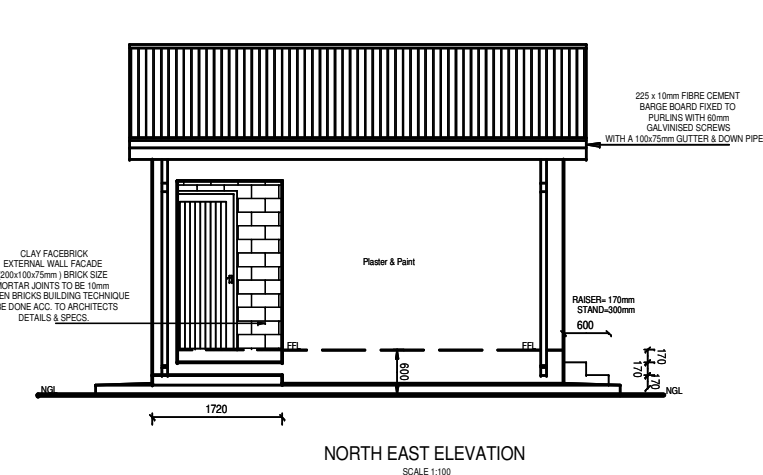 225 x 10mm FIBRE CEMENT
BARGE BOARD FIXED TO
PURLINS WITH 60mm
GALVINISED SCREWS
WITH A 100x75mm GUTTER & DOWN PIPE
CLAY FACEBRICK
EXTERNAL WALL FACADE
200x100x75mm ) BRICK SIZE
MORTAR JOINTS TO BE 10mm
EN BRICKS BUILDING TECHNIQUE
E DONE ACC. TO ARCHITECTS
DETAILS & SPECS.
Plaster & Paint
RAISER= 170mm
STAND=300mm
600
FFL
FFL
600
170
170
170
NGL
NGL
1720
NORTH EAST ELEVATION
SCALE 1:100